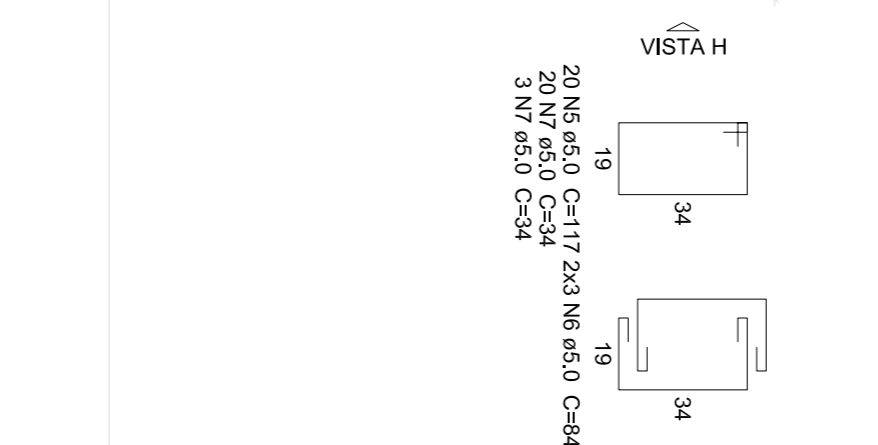 VISTA H
20 N5 ø5.0 C=117
20 N7 ø5.0 C=34
3 N7 ø5.0 C=34
19
34
2x3 N6 ø5.0 C=84
19
34